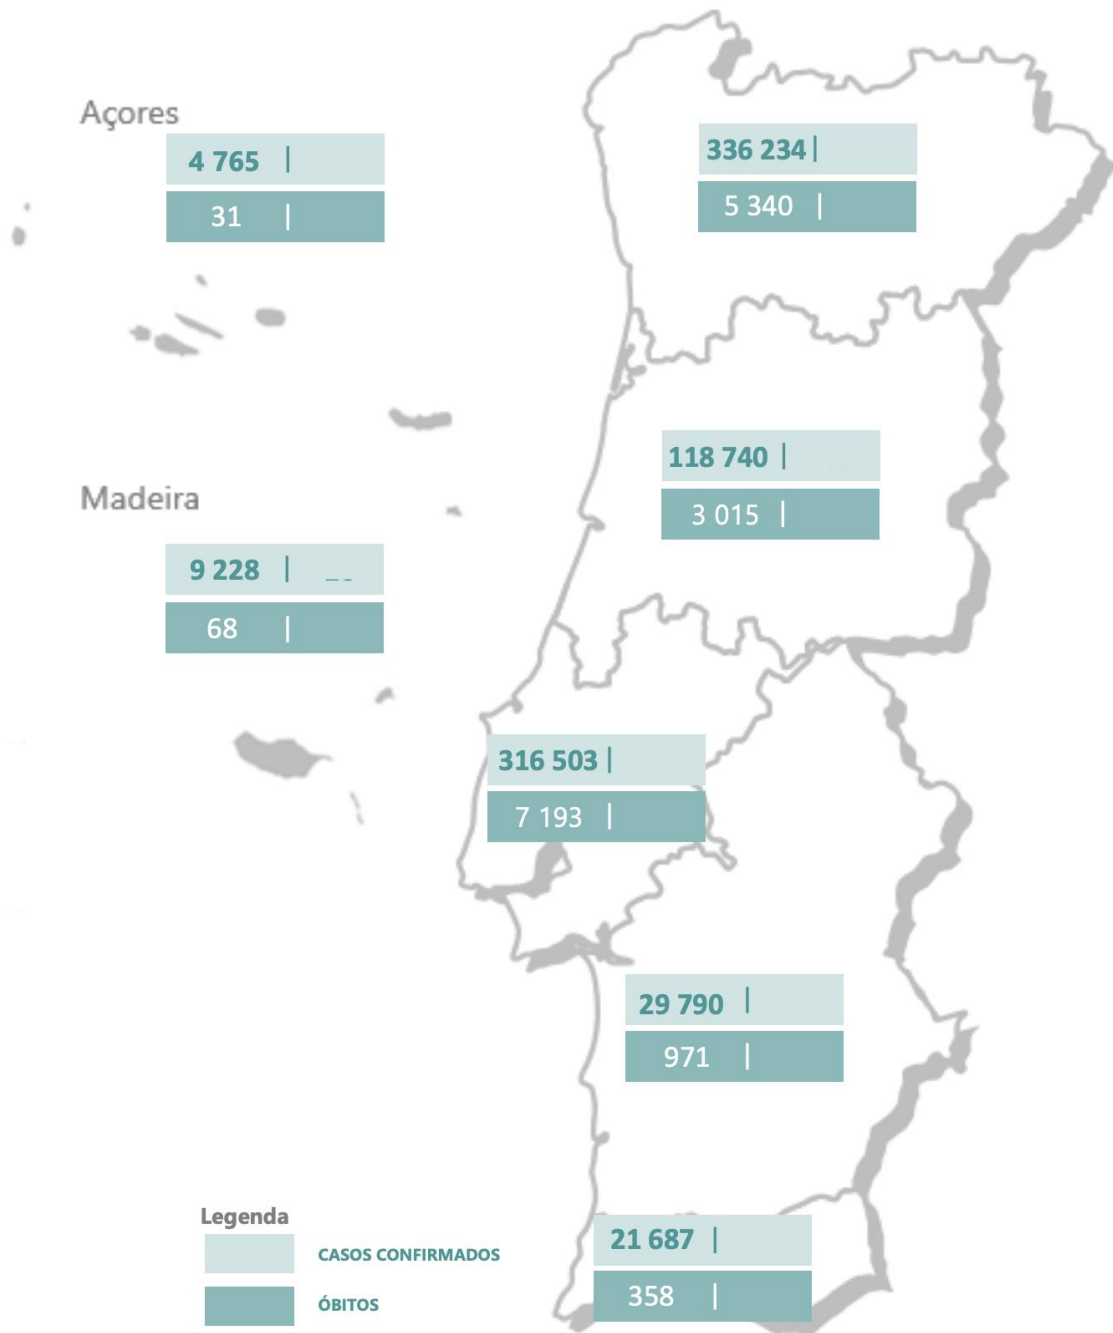 Açores
4 765 |
31 |
336 234 |
5 340 |
118 740 |
3 015 |
Madeira
9 228 |
68 |
316 503 |
7 193 |
29 790 |
971 |
Legenda
CASOS CONFIRMADOS
ÓBITOS
21 687 |
358 |